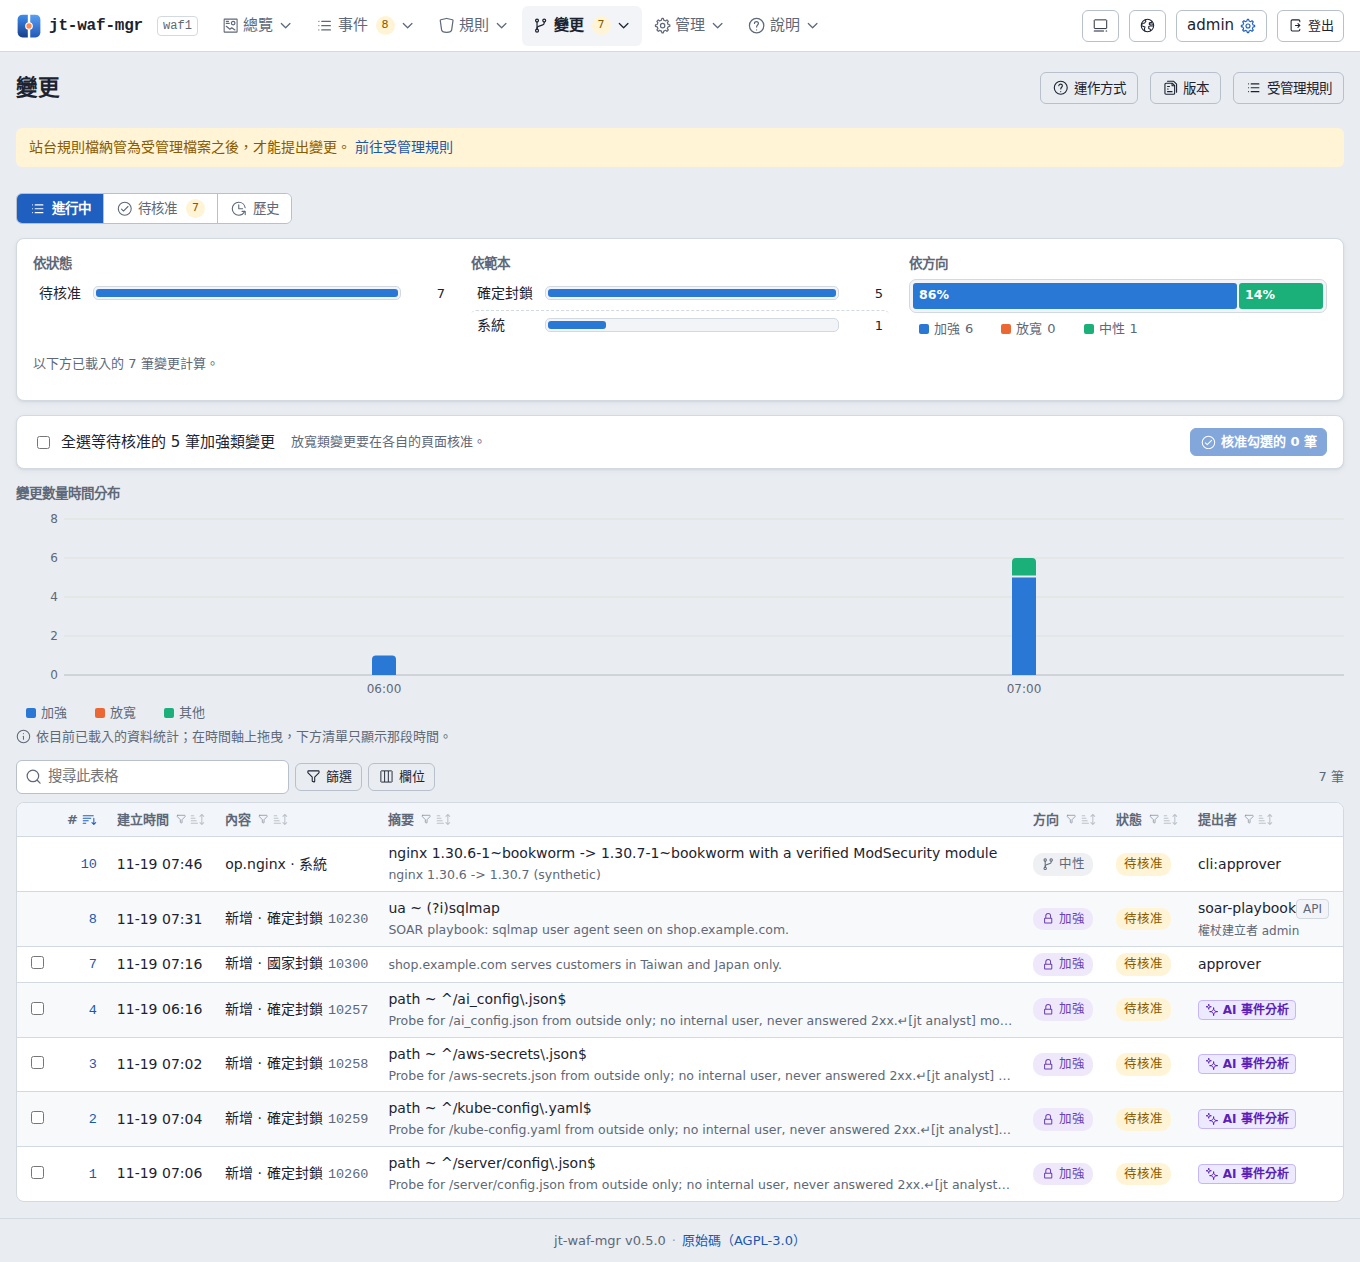 jt-waf-mgr waf1 總覽 事件 8 規則 變更 7 管理 說明 admin 登出
變更 運作方式 版本 受管理規則
站台規則檔納管為受管理檔案之後，才能提出變更。 前往受管理規則
進行中 待核准 7 歷史
依狀態 依範本 依方向
待核准 7 確定封鎖 5 86% 14%
系統 1 加強 6 放寬 0 中性 1
以下方已載入的 7 筆變更計算。
全選等待核准的 5 筆加強類變更 放寬類變更要在各自的頁面核准。 核准勾選的 0 筆
變更數量時間分布
8
6
4
2
0
06:00 07:00
加強 放寬 其他
依目前已載入的資料統計；在時間軸上拖曳，下方清單只顯示那段時間。
搜尋此表格 篩選 欄位 7 筆
# 建立時間 內容 摘要 方向 狀態 提出者
10 11-19 07:46 op.nginx · 系統 nginx 1.30.6-1~bookworm -> 1.30.7-1~bookworm with a verified ModSecurity module 中性 待核准 cli:approver
nginx 1.30.6 -> 1.30.7 (synthetic)
8 11-19 07:31 新增 · 確定封鎖 10230 ua ~ (?i)sqlmap 加強 待核准 soar-playbook API
SOAR playbook: sqlmap user agent seen on shop.example.com. 權杖建立者 admin
7 11-19 07:16 新增 · 國家封鎖 10300 shop.example.com serves customers in Taiwan and Japan only. 加強 待核准 approver
4 11-19 06:16 新增 · 確定封鎖 10257 path ~ ^/ai_config\.json$ 加強 待核准 AI 事件分析
Probe for /ai_config.json from outside only; no internal user, never answered 2xx.↵[jt analyst] mo…
3 11-19 07:02 新增 · 確定封鎖 10258 path ~ ^/aws-secrets\.json$ 加強 待核准 AI 事件分析
Probe for /aws-secrets.json from outside only; no internal user, never answered 2xx.↵[jt analyst] …
2 11-19 07:04 新增 · 確定封鎖 10259 path ~ ^/kube-config\.yaml$ 加強 待核准 AI 事件分析
Probe for /kube-config.yaml from outside only; no internal user, never answered 2xx.↵[jt analyst]…
1 11-19 07:06 新增 · 確定封鎖 10260 path ~ ^/server/config\.json$ 加強 待核准 AI 事件分析
Probe for /server/config.json from outside only; no internal user, never answered 2xx.↵[jt analyst…
jt-waf-mgr v0.5.0 · 原始碼（AGPL-3.0）